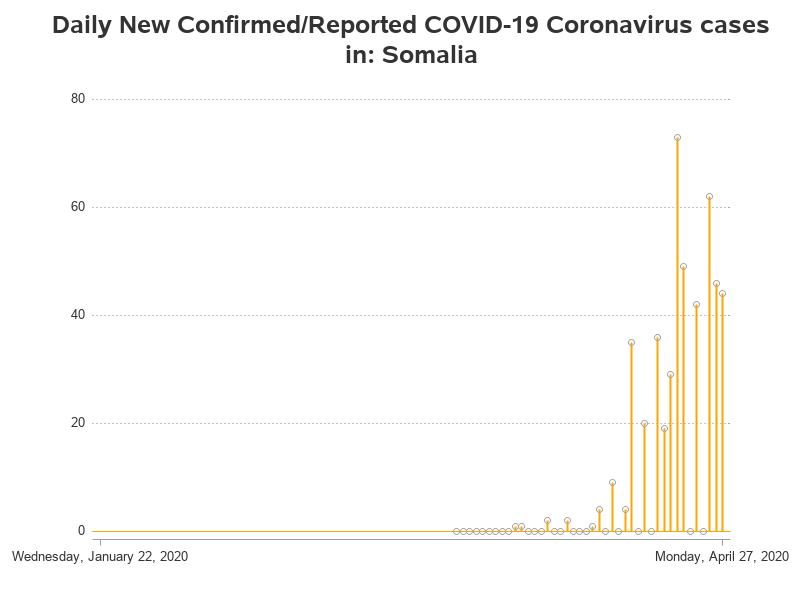 Daily New Confirmed/Reported COVID-19 Coronavirus cases
in: Somalia
80
60
40
20
0
Wednesday, January 22, 2020
Monday, April 27, 2020